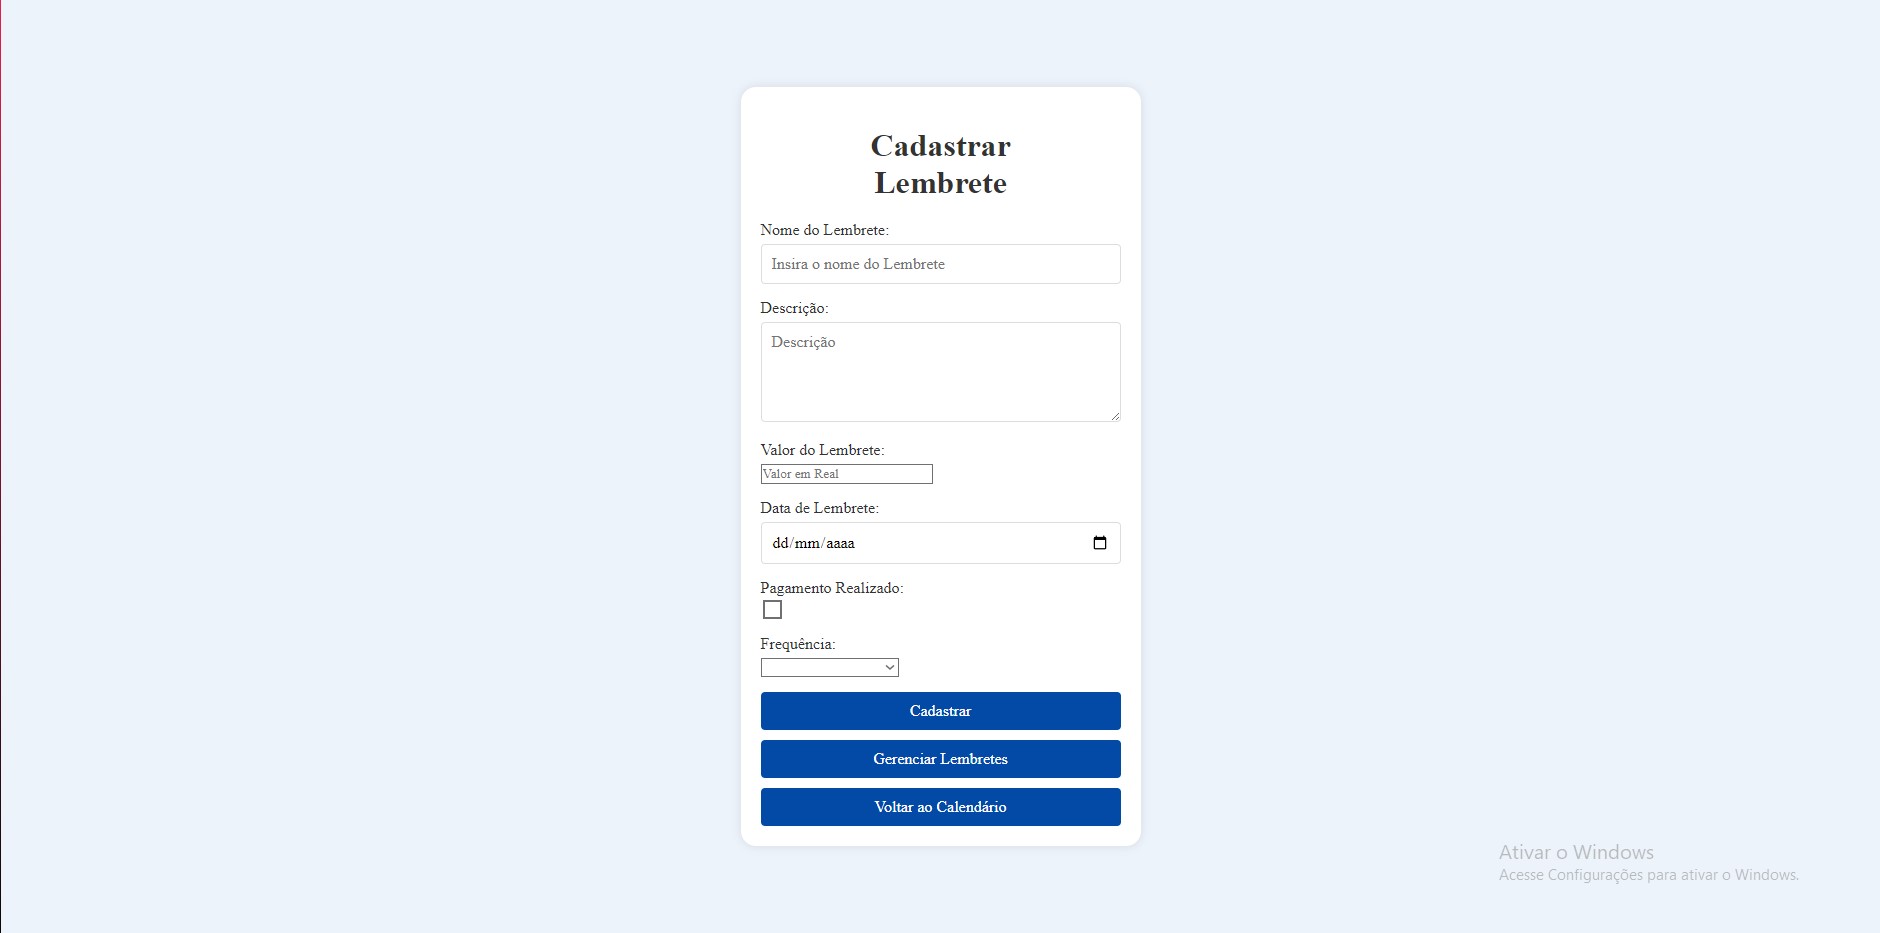 Cadastrar
Lembrete
Nome do Lembrete:
Insira o nome do Lembrete
Descrição:
Descrição
Valor do Lembrete:
Valor em Real
Data de Lembrete:
dd/mm/aaaa
Pagamento Realizado:
Frequência:
Cadastrar
Gerenciar Lembretes
Voltar ao Calendário
Ativar o Windows
Acesse Configurações para ativar o Windows.